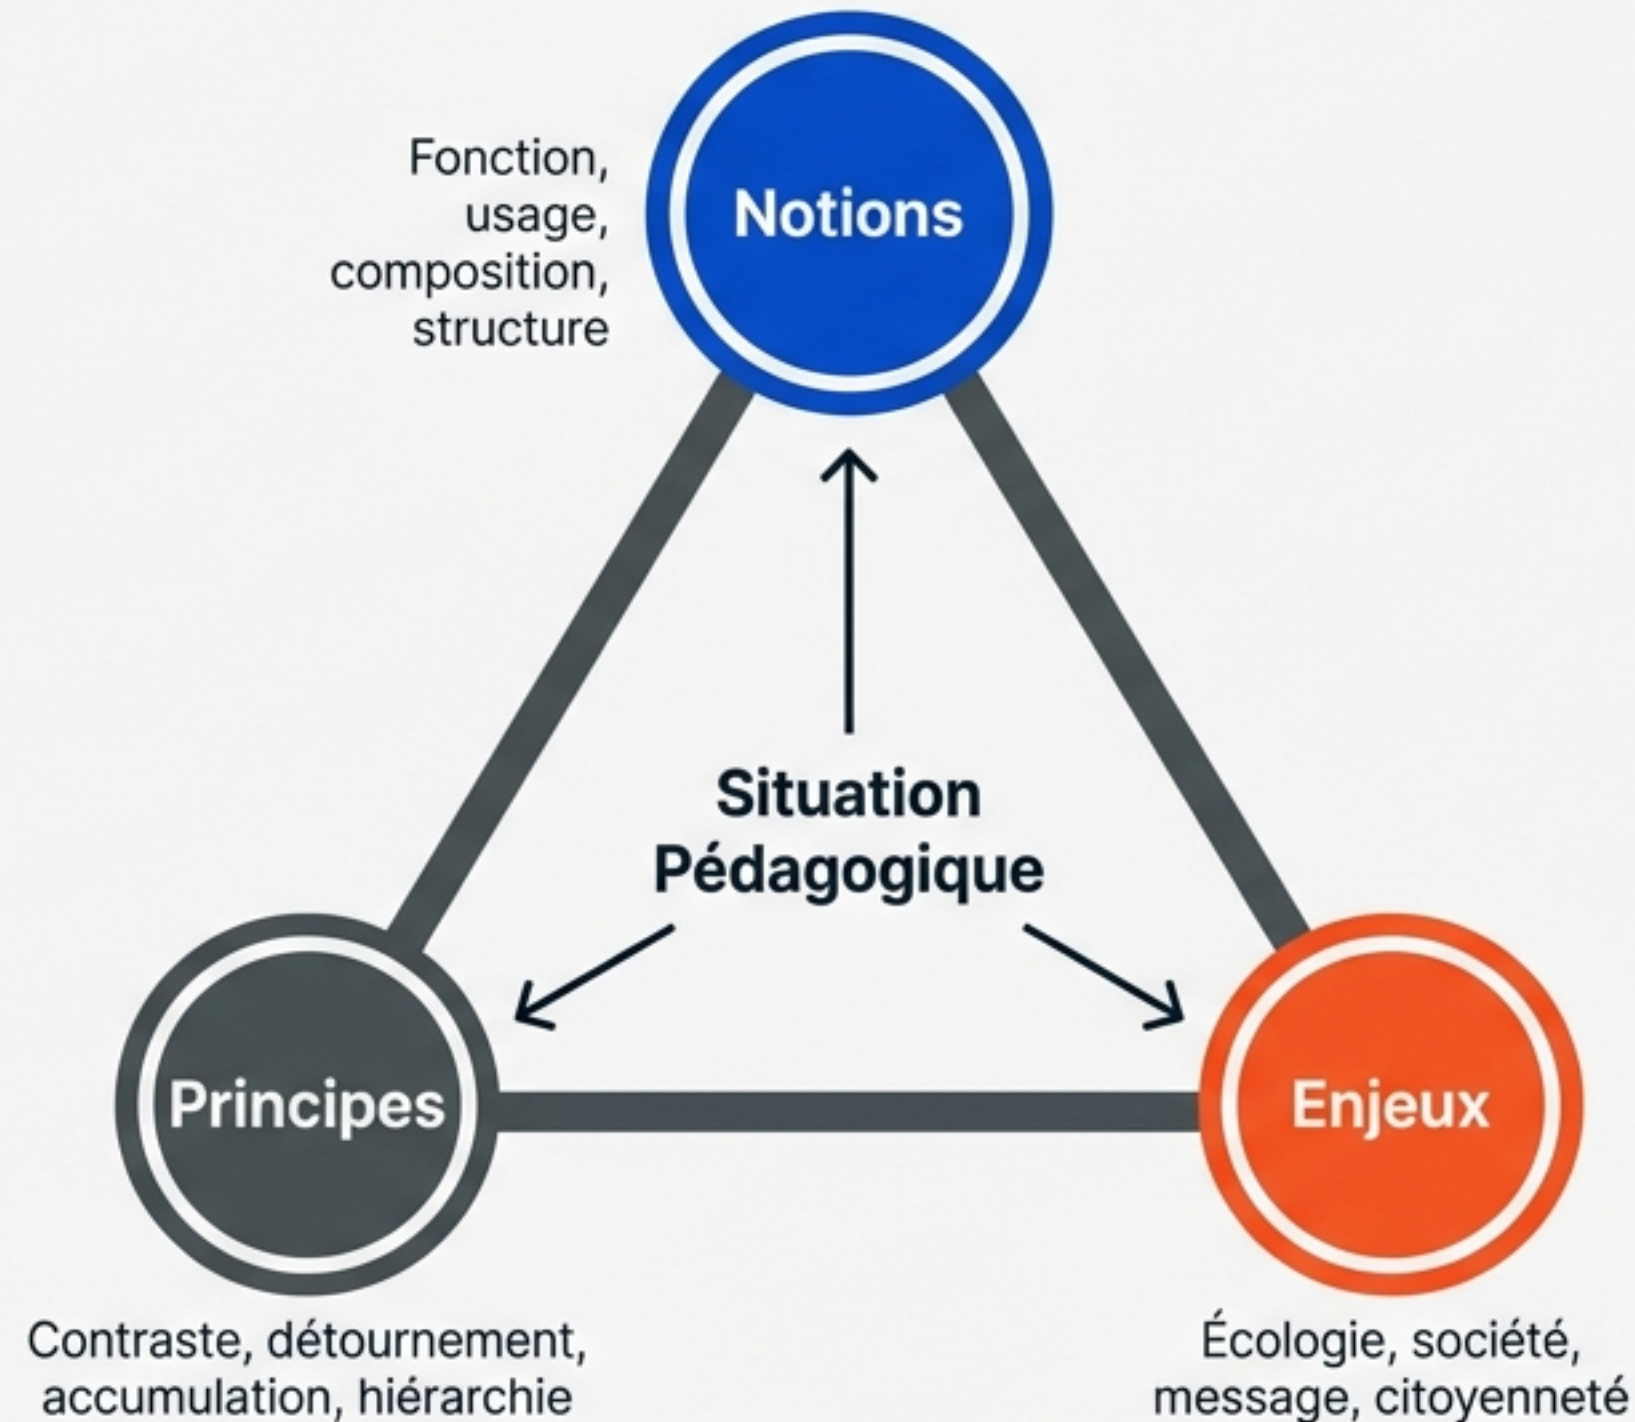 Fonction,
usage,
composition,
structure
Notions
Situation
Pédagogique
Principes
Enjeux
Contraste, détournement,
accumulation, hiérarchie
Écologie, société,
message, citoyenneté